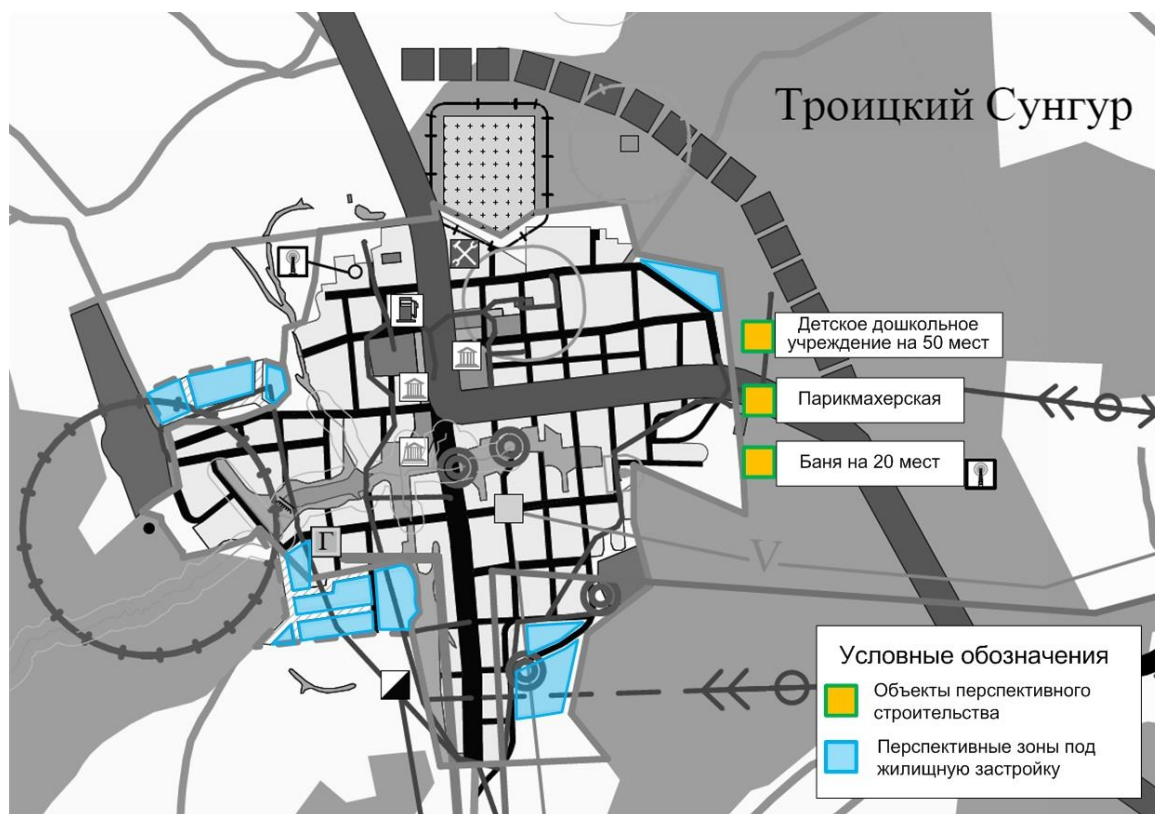 Троицкий Сунгур
Детское дошкольное
учреждение на 50 мест
Парикмахерская
Баня на 20 мест
Г
V
Условные обозначения
Объекты перспективного
строительства
Перспективные зоны под
жилищную застройку